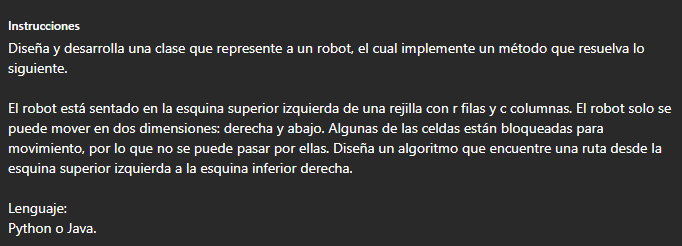 Instrucciones
Diseña y desarrolla una clase que represente a un robot, el cual implemente un método que resuelva lo
siguiente.
El robot está sentado en la esquina superior izquierda de una rejilla con r filas y c columnas. El robot solo se
puede mover en dos dimensiones: derecha y abajo. Algunas de las celdas están bloqueadas para
movimiento, por lo que no se puede pasar por ellas. Diseña un algoritmo que encuentre una ruta desde la
esquina superior izquierda a la esquina inferior derecha.
Lenguaje:
Python o Java.